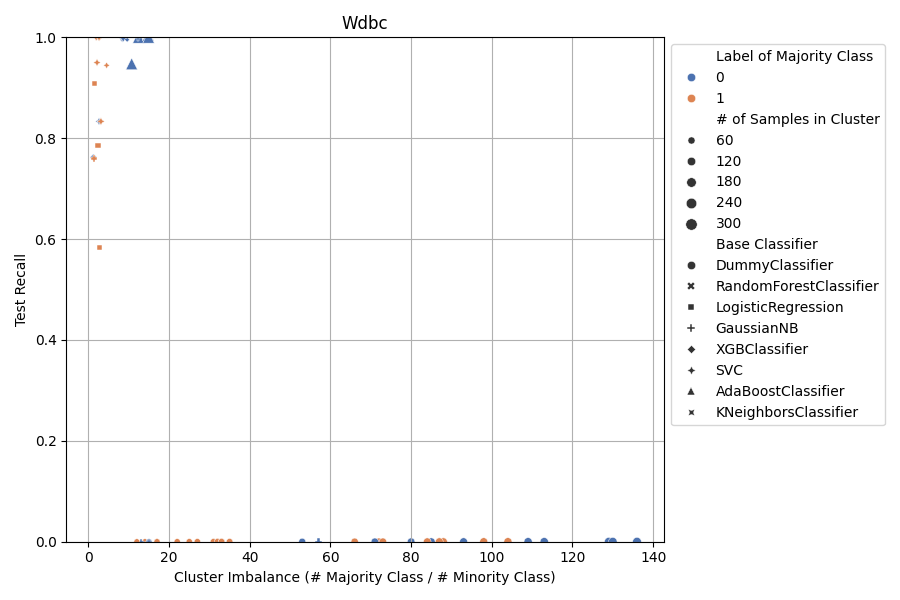 Wdbc
1.0
0.8
0.6
0.4
0.2
0.0
Test Recall
0 20 40 60 80 100 120 140
Cluster Imbalance (# Majority Class / # Minority Class)
Label of Majority Class
0
1
# of Samples in Cluster
60
120
180
240
300
Base Classifier
DummyClassifier
RandomForestClassifier
LogisticRegression
GaussianNB
XGBClassifier
SVC
AdaBoostClassifier
KNeighborsClassifier